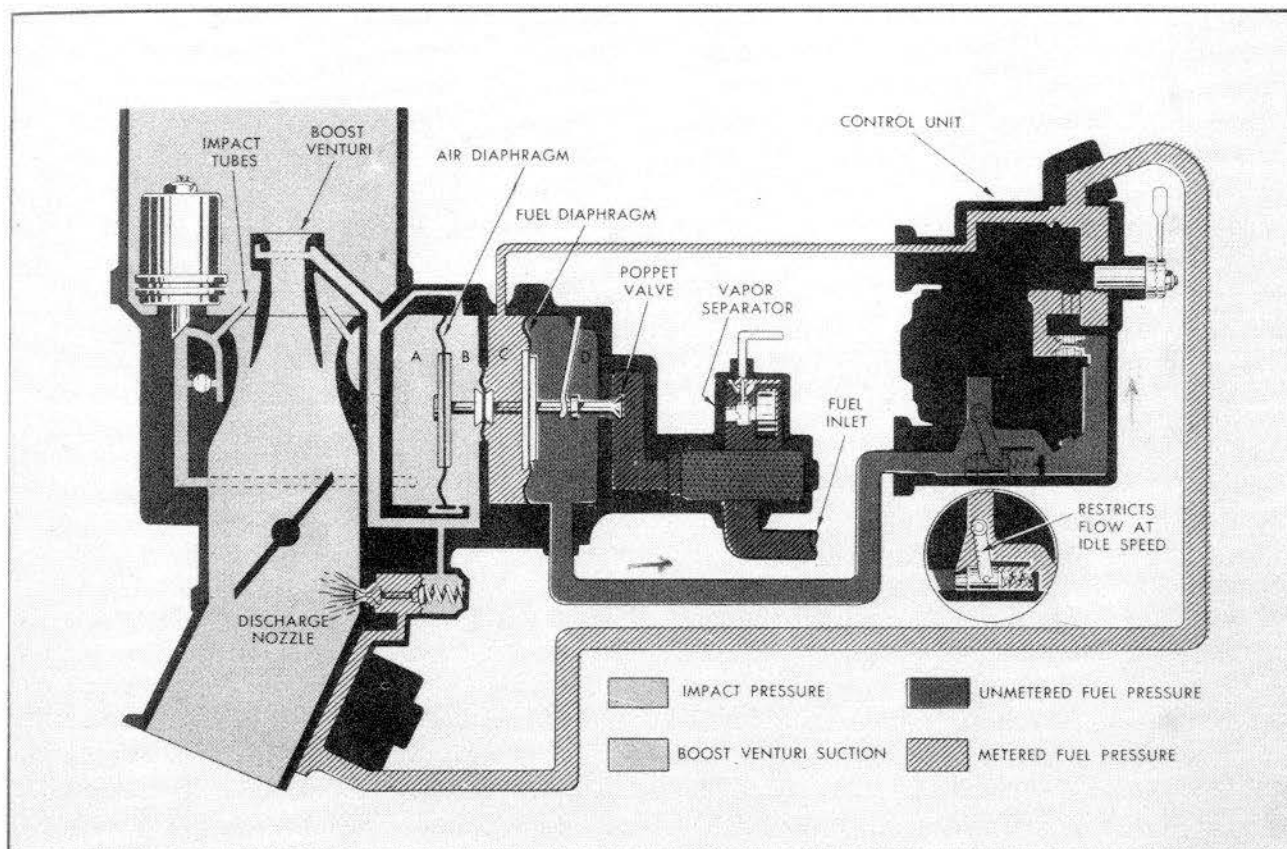 IMPACT
TUBES
BOOST
VENTURI
AIR DIAPHRAGM
FUEL DIAPHRAGM
POPPET
VALVE
VAPOR
SEPARATOR
FUEL
INLET
CONTROL UNIT
A
B
C
D
RESTRICTS
FLOW AT
IDLE SPEED
DISCHARGE
NOZZLE
IMPACT PRESSURE
UNMETERED FUEL PRESSURE
BOOST VENTURI SUCTION
METERED FUEL PRESSURE